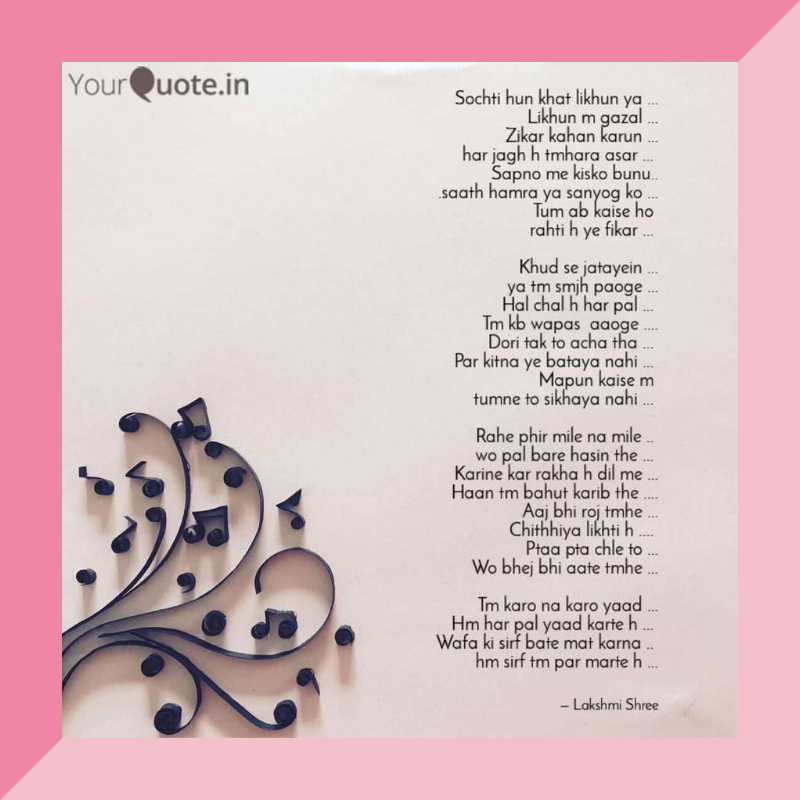 YourQuote.in
Sochti hun khat likhun ya ...
Likhun m gazal ...
Zikar kahan karun ...
har jagh h tmhara asar ...
Sapno me kisko bunu..
.saath hamra ya sanyog ko ...
Tum ab kaise ho
rahti h ye fikar ...
Khud se jatayein ...
ya tm smjh paoge ...
Hal chal h har pal ...
Tm kb wapas aaoge ....
Dori tak to acha tha ...
Par kitna ye bataya nahi ...
Mapun kaise m
tumne to sikhaya nahi ...
Rahe phir mile na mile ..
wo pal bare hasin the ...
Karine kar rakha h dil me ...
Haan tm bahut karib the ....
Aaj bhi roj tmhe ...
Chithhiya likhti h ....
Ptaa pta chle to ...
Wo bhej bhi aate tmhe ...
Tm karo na karo yaad ...
Hm har pal yaad karte h ...
Wafa ki sirf bate mat karna ..
hm sirf tm par marte h ...
– Lakshmi Shree